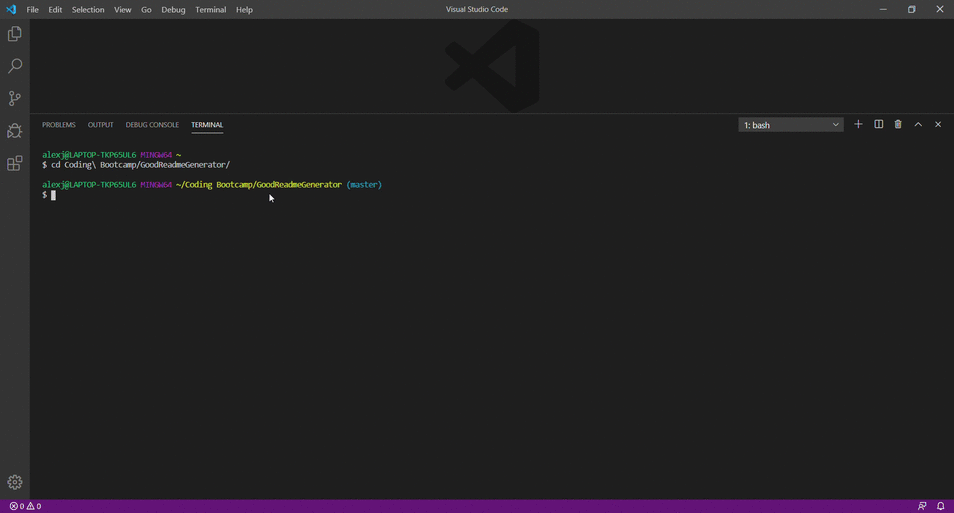 File Edit Selection View Go Debug Terminal Help
Visual Studio Code
PROBLEMS OUTPUT DEBUG CONSOLE TERMINAL
1: bash
alexj@LAPTOP-TKP65UL6 MINGW64 ~
$ cd Coding\ Bootcamp/GoodReadmeGenerator/
alexj@LAPTOP-TKP65UL6 MINGW64 ~/Coding Bootcamp/GoodReadmeGenerator (master)
$
0 0